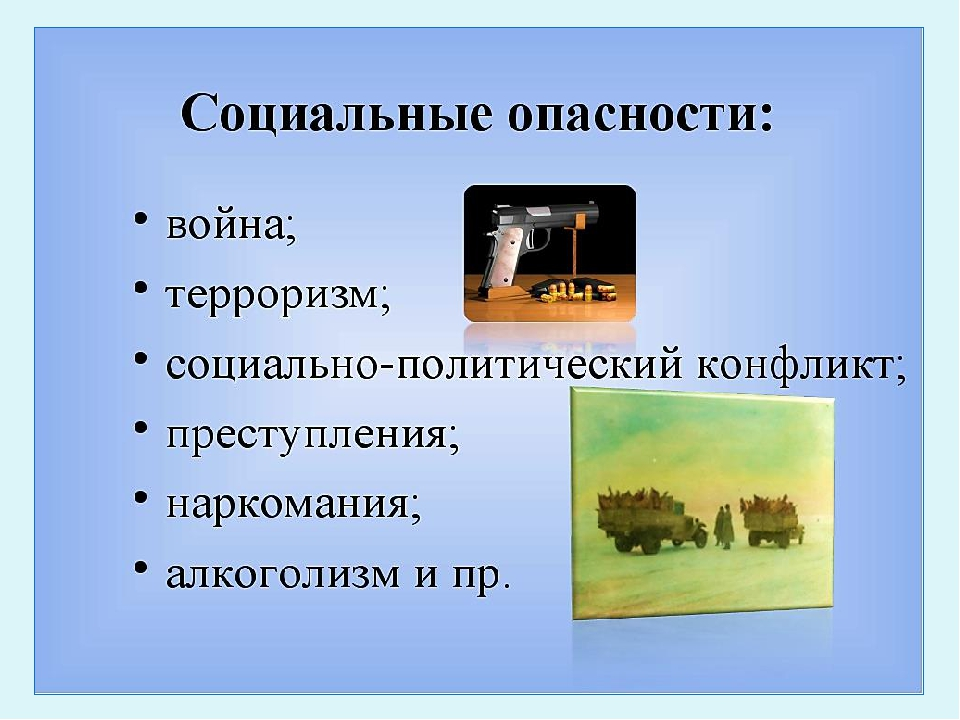 Социальные опасности:
• война;
• терроризм;
• социально-политический конфликт;
• преступления;
• наркомания;
• алкоголизм и пр.